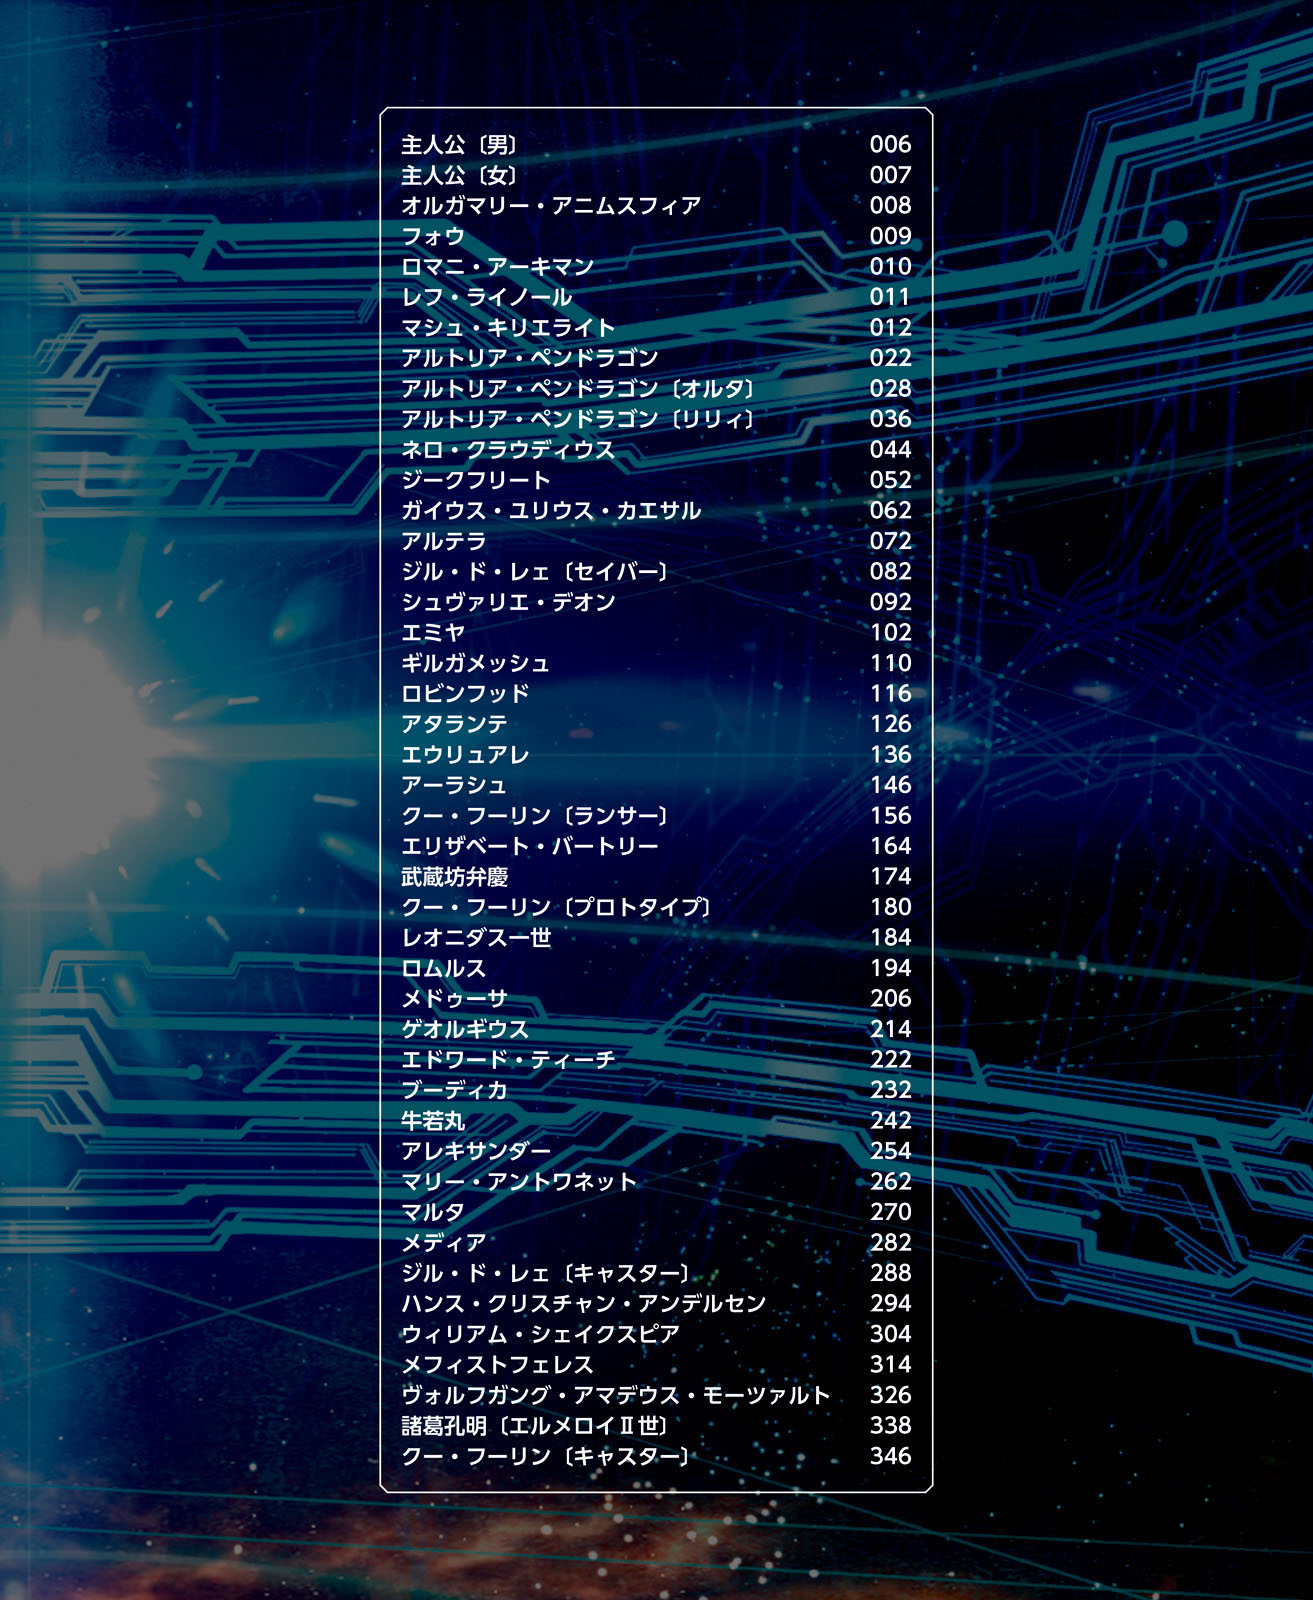 主人公〔男〕 006
主人公〔女〕 007
オルガマリー・アニムスフィア 008
フォウ 009
ロマニ・アーキマン 010
レフ・ライノール 011
マシュ・キリエライト 012
アルトリア・ペンドラゴン 022
アルトリア・ペンドラゴン〔オルタ〕 028
アルトリア・ペンドラゴン〔リリィ〕 036
ネロ・クラウディウス 044
ジークフリート 052
ガイウス・ユリウス・カエサル 062
アルテラ 072
ジル・ド・レェ〔セイバー〕 082
シュヴァリエ・デオン 092
エミヤ 102
ギルガメッシュ 110
ロビンフッド 116
アタランテ 126
エウリュアレ 136
アーラシュ 146
クー・フーリン〔ランサー〕 156
エリザベート・バートリー 164
武蔵坊弁慶 174
クー・フーリン〔プロトタイプ〕 180
レオニダス一世 184
ロムルス 194
メドゥーサ 206
ゲオルギウス 214
エドワード・ティーチ 222
ブーディカ 232
牛若丸 242
アレキサンダー 254
マリー・アントワネット 262
マルタ 270
メディア 282
ジル・ド・レェ〔キャスター〕 288
ハンス・クリスチャン・アンデルセン 294
ウィリアム・シェイクスピア 304
メフィストフェレス 314
ヴォルフガング・アマデウス・モーツァルト 326
諸葛孔明〔エルメロイⅡ世〕 338
クー・フーリン〔キャスター〕 346